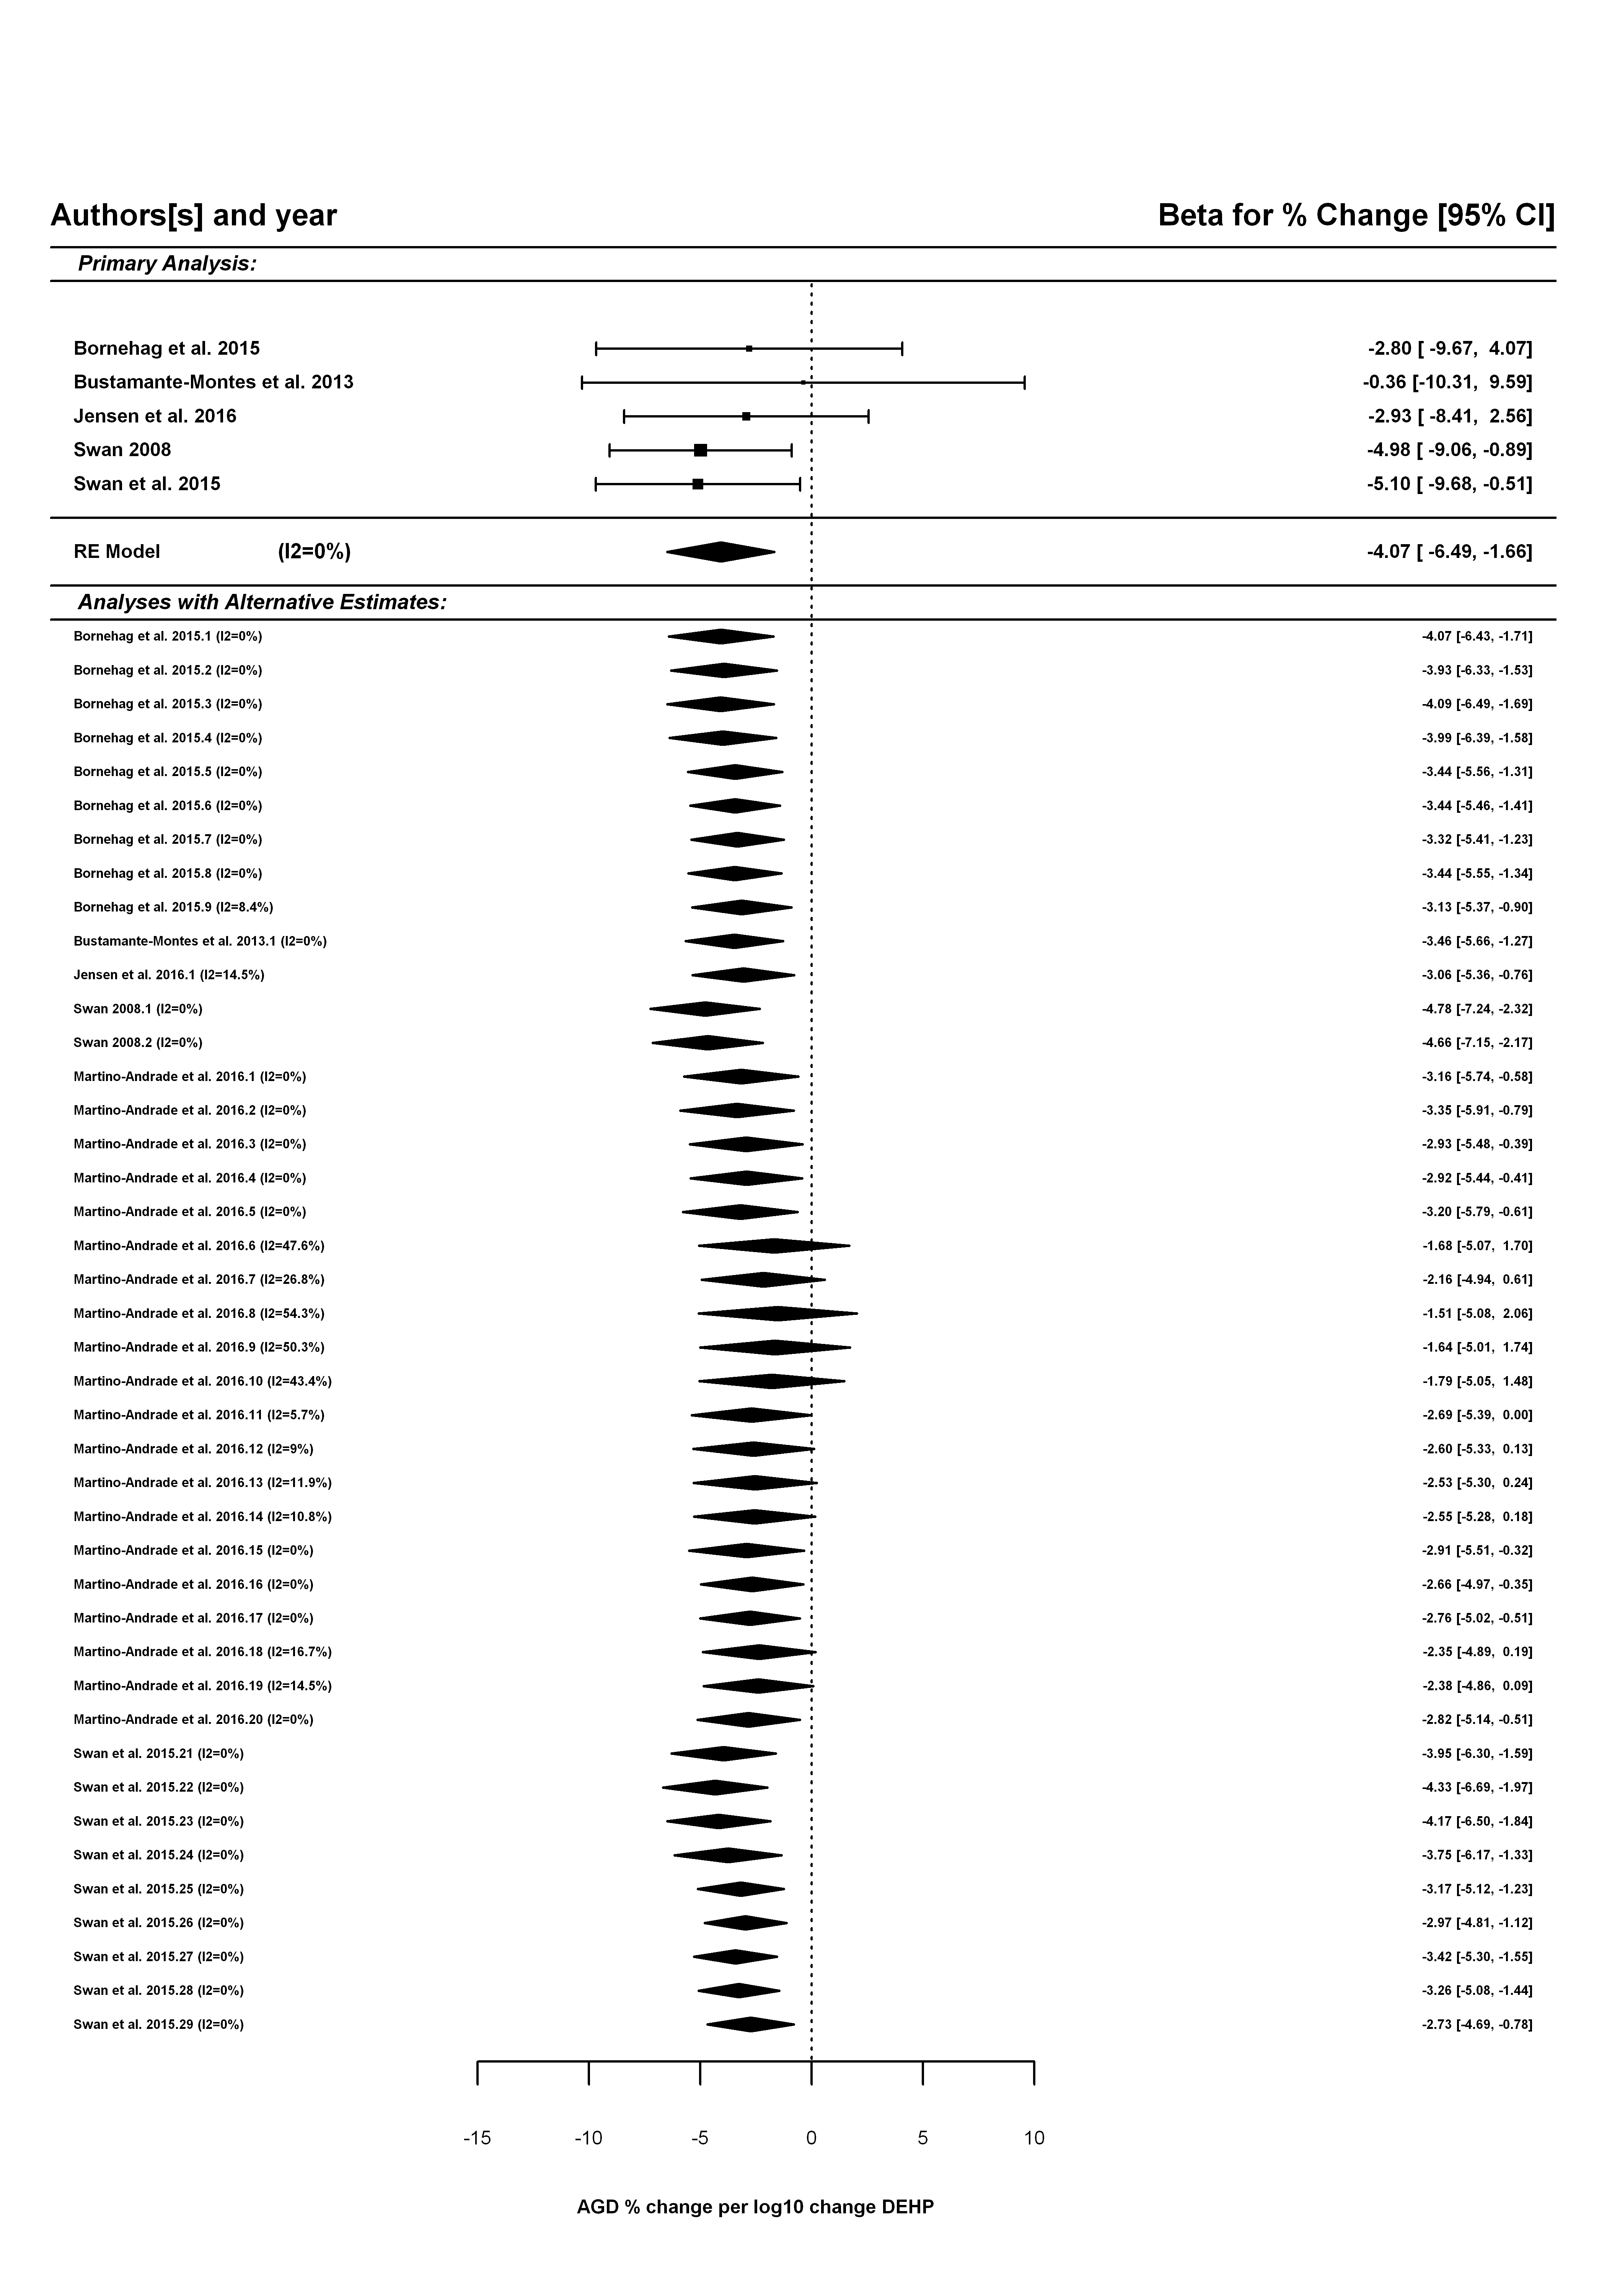 Authors[s] and year Beta for % Change [95% CI]
Primary Analysis:
Bornehag et al. 2015 -2.80 [ -9.67, 4.07]
Bustamante-Montes et al. 2013 -0.36 [-10.31, 9.59]
Jensen et al. 2016 -2.93 [ -8.41, 2.56]
Swan 2008 -4.98 [ -9.06, -0.89]
Swan et al. 2015 -5.10 [ -9.68, -0.51]
RE Model (I2=0%) -4.07 [ -6.49, -1.66]
Analyses with Alternative Estimates:
Bornehag et al. 2015.1 (I2=0%) -4.07 [-6.43, -1.71]
Bornehag et al. 2015.2 (I2=0%) -3.93 [-6.33, -1.53]
Bornehag et al. 2015.3 (I2=0%) -4.09 [-6.49, -1.69]
Bornehag et al. 2015.4 (I2=0%) -3.99 [-6.39, -1.58]
Bornehag et al. 2015.5 (I2=0%) -3.44 [-5.56, -1.31]
Bornehag et al. 2015.6 (I2=0%) -3.44 [-5.46, -1.41]
Bornehag et al. 2015.7 (I2=0%) -3.32 [-5.41, -1.23]
Bornehag et al. 2015.8 (I2=0%) -3.44 [-5.55, -1.34]
Bornehag et al. 2015.9 (I2=8.4%) -3.13 [-5.37, -0.90]
Bustamante-Montes et al. 2013.1 (I2=0%) -3.46 [-5.66, -1.27]
Jensen et al. 2016.1 (I2=14.5%) -3.06 [-5.36, -0.76]
Swan 2008.1 (I2=0%) -4.78 [-7.24, -2.32]
Swan 2008.2 (I2=0%) -4.66 [-7.15, -2.17]
Martino-Andrade et al. 2016.1 (I2=0%) -3.16 [-5.74, -0.58]
Martino-Andrade et al. 2016.2 (I2=0%) -3.35 [-5.91, -0.79]
Martino-Andrade et al. 2016.3 (I2=0%) -2.93 [-5.48, -0.39]
Martino-Andrade et al. 2016.4 (I2=0%) -2.92 [-5.44, -0.41]
Martino-Andrade et al. 2016.5 (I2=0%) -3.20 [-5.79, -0.61]
Martino-Andrade et al. 2016.6 (I2=47.6%) -1.68 [-5.07, 1.70]
Martino-Andrade et al. 2016.7 (I2=26.8%) -2.16 [-4.94, 0.61]
Martino-Andrade et al. 2016.8 (I2=54.3%) -1.51 [-5.08, 2.06]
Martino-Andrade et al. 2016.9 (I2=50.3%) -1.64 [-5.01, 1.74]
Martino-Andrade et al. 2016.10 (I2=43.4%) -1.79 [-5.05, 1.48]
Martino-Andrade et al. 2016.11 (I2=5.7%) -2.69 [-5.39, 0.00]
Martino-Andrade et al. 2016.12 (I2=9%) -2.60 [-5.33, 0.13]
Martino-Andrade et al. 2016.13 (I2=11.9%) -2.53 [-5.30, 0.24]
Martino-Andrade et al. 2016.14 (I2=10.8%) -2.55 [-5.28, 0.18]
Martino-Andrade et al. 2016.15 (I2=0%) -2.91 [-5.51, -0.32]
Martino-Andrade et al. 2016.16 (I2=0%) -2.66 [-4.97, -0.35]
Martino-Andrade et al. 2016.17 (I2=0%) -2.76 [-5.02, -0.51]
Martino-Andrade et al. 2016.18 (I2=16.7%) -2.35 [-4.89, 0.19]
Martino-Andrade et al. 2016.19 (I2=14.5%) -2.38 [-4.86, 0.09]
Martino-Andrade et al. 2016.20 (I2=0%) -2.82 [-5.14, -0.51]
Swan et al. 2015.21 (I2=0%) -3.95 [-6.30, -1.59]
Swan et al. 2015.22 (I2=0%) -4.33 [-6.69, -1.97]
Swan et al. 2015.23 (I2=0%) -4.17 [-6.50, -1.84]
Swan et al. 2015.24 (I2=0%) -3.75 [-6.17, -1.33]
Swan et al. 2015.25 (I2=0%) -3.17 [-5.12, -1.23]
Swan et al. 2015.26 (I2=0%) -2.97 [-4.81, -1.12]
Swan et al. 2015.27 (I2=0%) -3.42 [-5.30, -1.55]
Swan et al. 2015.28 (I2=0%) -3.26 [-5.08, -1.44]
Swan et al. 2015.29 (I2=0%) -2.73 [-4.69, -0.78]
-15 -10 -5 0 5 10
AGD % change per log10 change DEHP